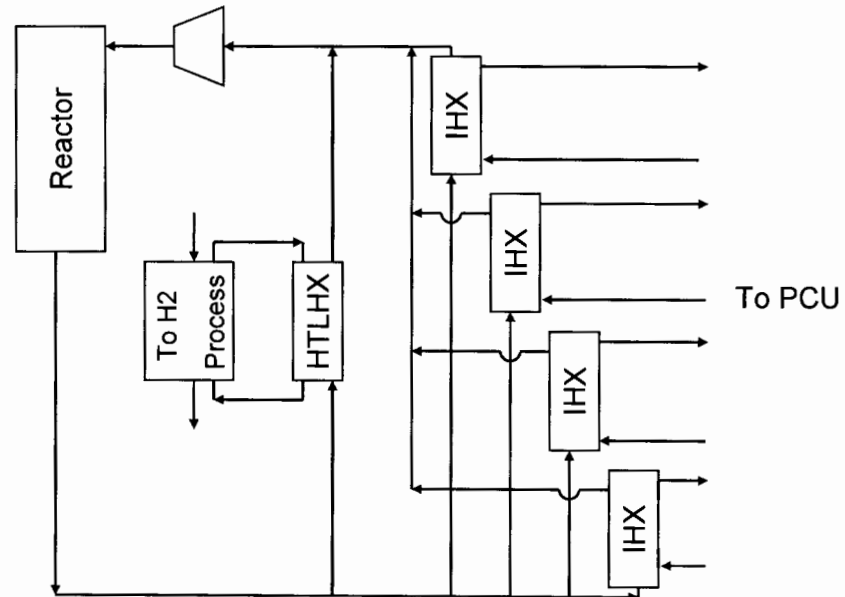 Reactor
IHX
IHX
To H2
Process
HTLHX
To PCU
IHX
IHX